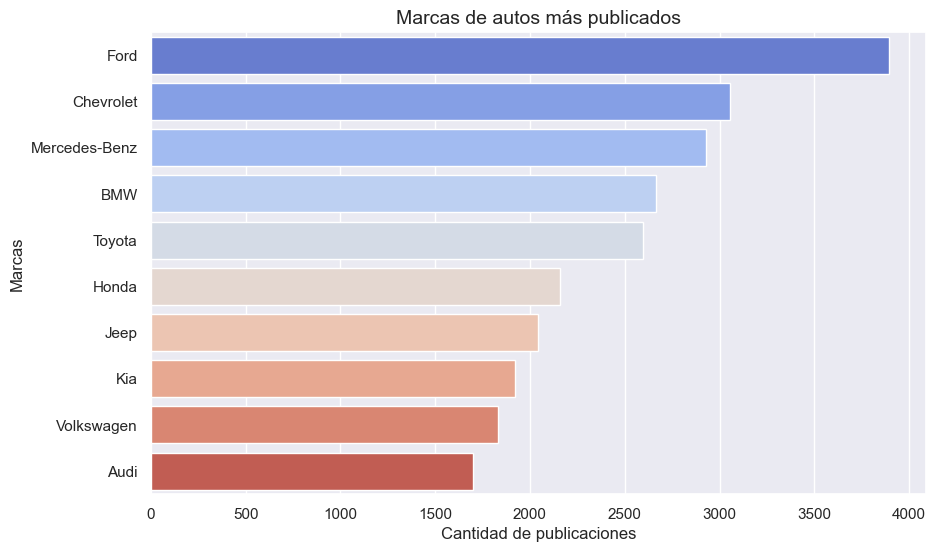 Marcas de autos más publicados
Marcas
Ford
Chevrolet
Mercedes-Benz
BMW
Toyota
Honda
Jeep
Kia
Volkswagen
Audi
0 500 1000 1500 2000 2500 3000 3500 4000
Cantidad de publicaciones